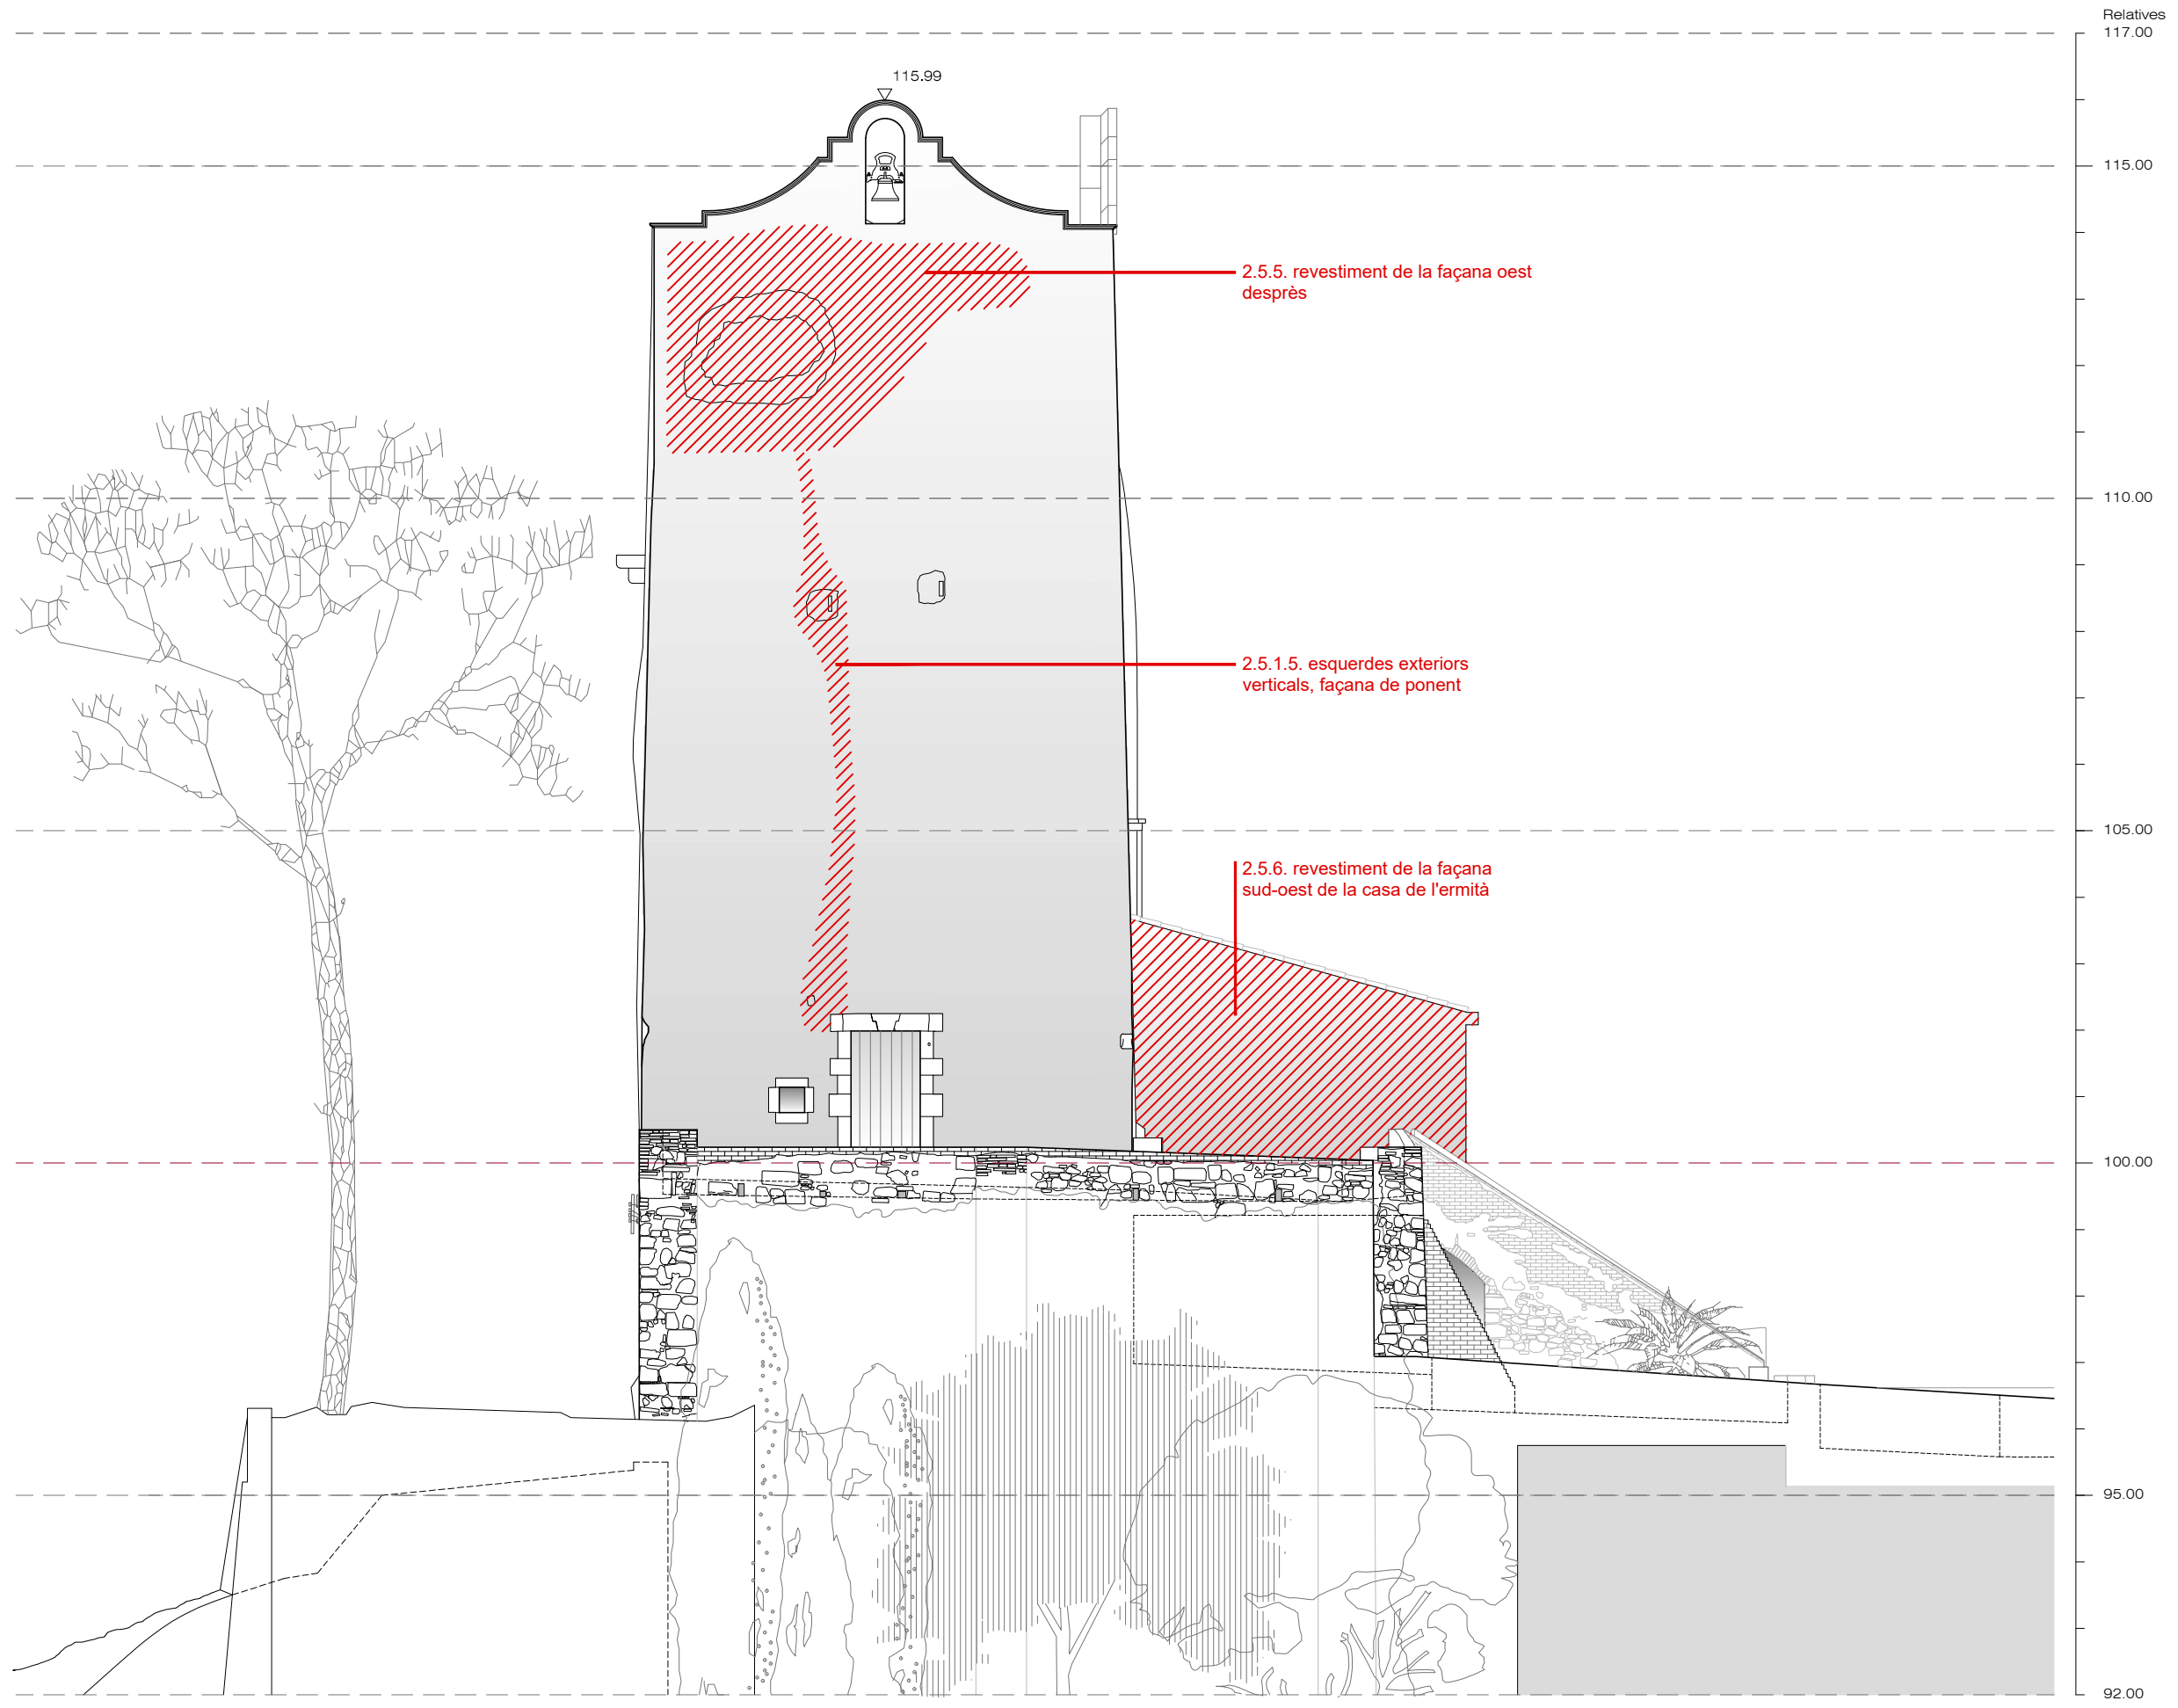 Relatives
117.00
115.99
115.00
2.5.5. revestiment de la façana oest
desprès
110.00
2.5.1.5. esquerdes exteriors
verticals, façana de ponent
105.00
2.5.6. revestiment de la façana
sud-oest de la casa de l'ermità
100.00
95.00
92.00